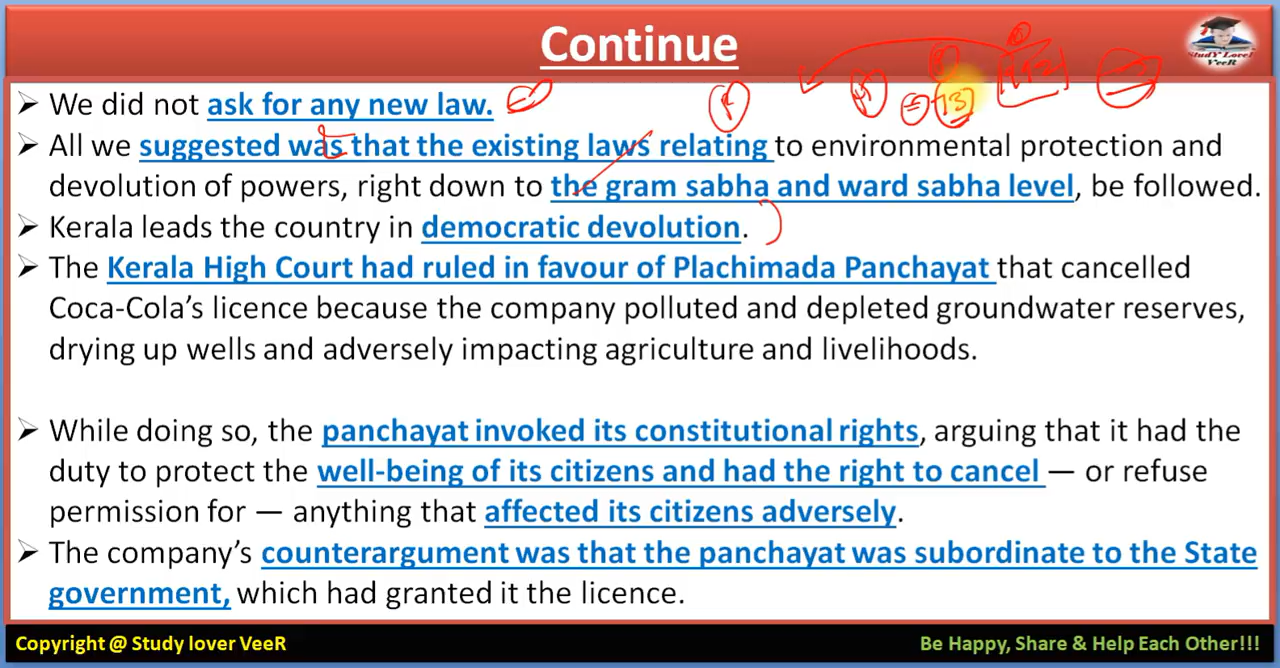 Continue
StudY LoveR
VeeR
➢ We did not ask for any new law.
➢ All we suggested was that the existing laws relating to environmental protection and
devolution of powers, right down to the gram sabha and ward sabha level, be followed.
➢ Kerala leads the country in democratic devolution.
➢ The Kerala High Court had ruled in favour of Plachimada Panchayat that cancelled
Coca-Cola’s licence because the company polluted and depleted groundwater reserves,
drying up wells and adversely impacting agriculture and livelihoods.
➢ While doing so, the panchayat invoked its constitutional rights, arguing that it had the
duty to protect the well-being of its citizens and had the right to cancel — or refuse
permission for — anything that affected its citizens adversely.
➢ The company’s counterargument was that the panchayat was subordinate to the State
government, which had granted it the licence.
Copyright @ Study lover VeeR
Be Happy, Share & Help Each Other!!!